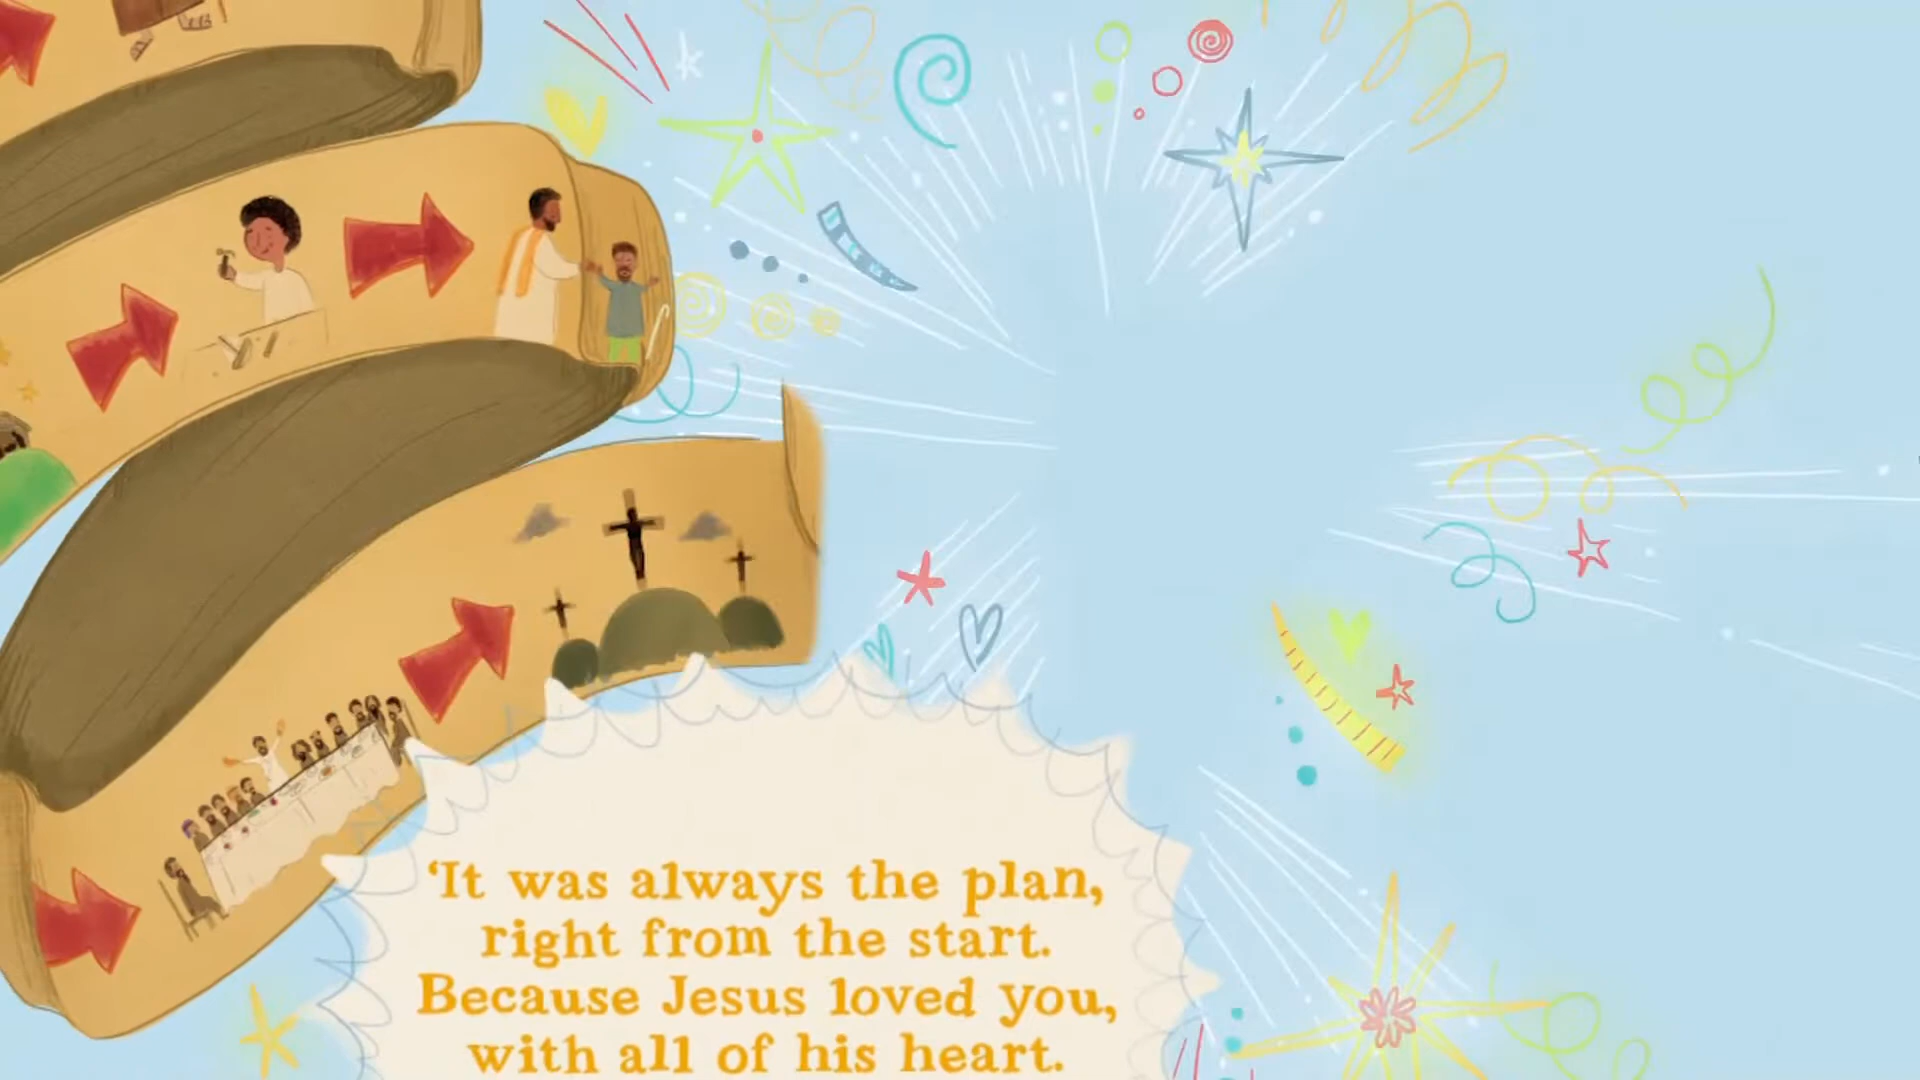 ‘It was always the plan,
right from the start.
Because Jesus loved you,
with all of his heart.